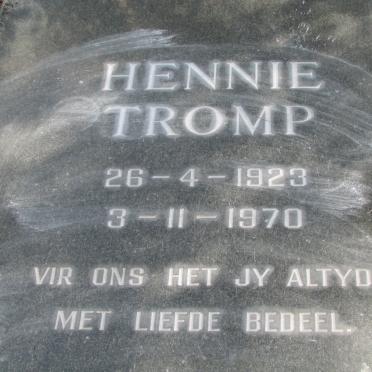 HENNIE
TROMP
26-4-1923
3-11-1970
VIR ONS HET JY ALTYD
MET LIEFDE BEDEEL.